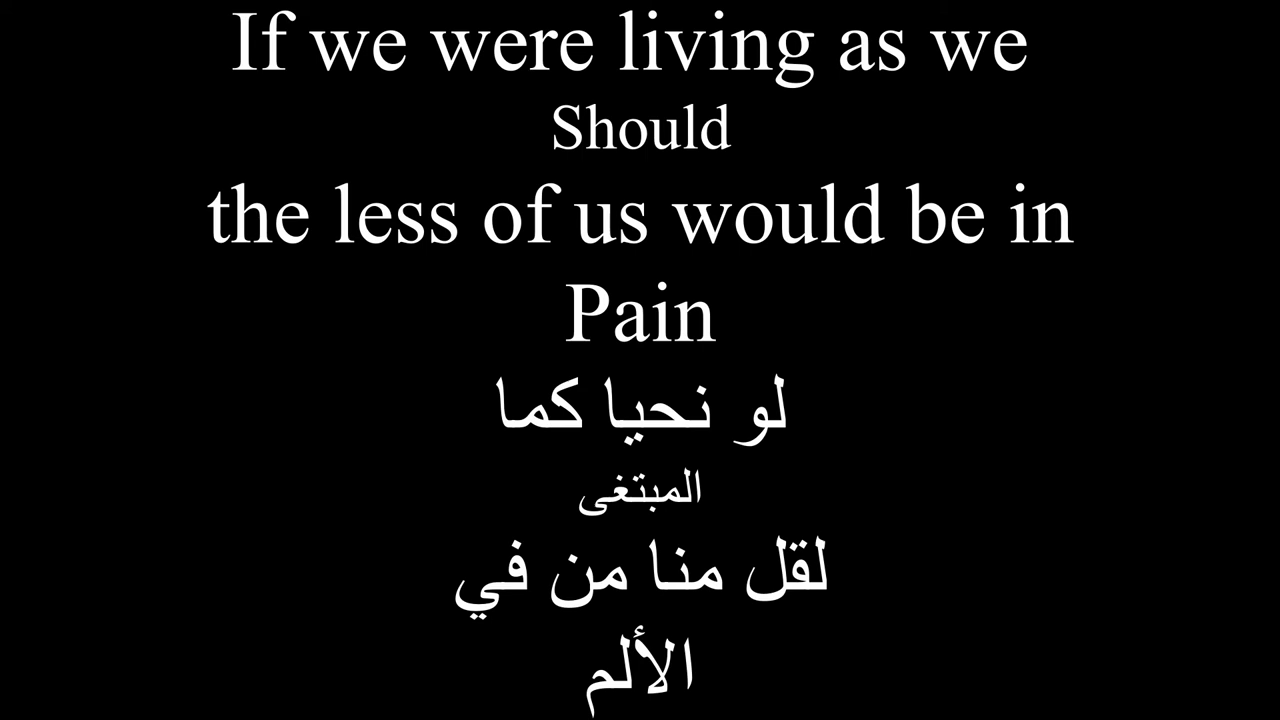 If we were living as we
Should
the less of us would be in
Pain
لو نحيا كما
المبتغى
لقل منا من في
الألم